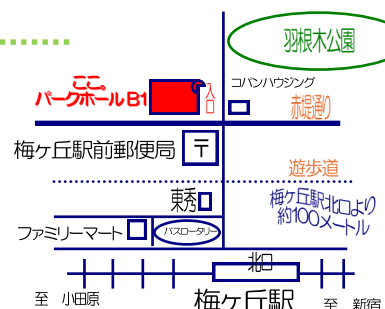 羽根木公園
ここ。
パークホールB1
入口
コバンハウジング
赤堤通り
梅ヶ丘駅前郵便局
〒
遊歩道
東秀
梅ヶ丘駅北口より
約100メートル
ファミリーマート
バスロータリー
北口
至 小田原
梅ヶ丘駅
至 新宿